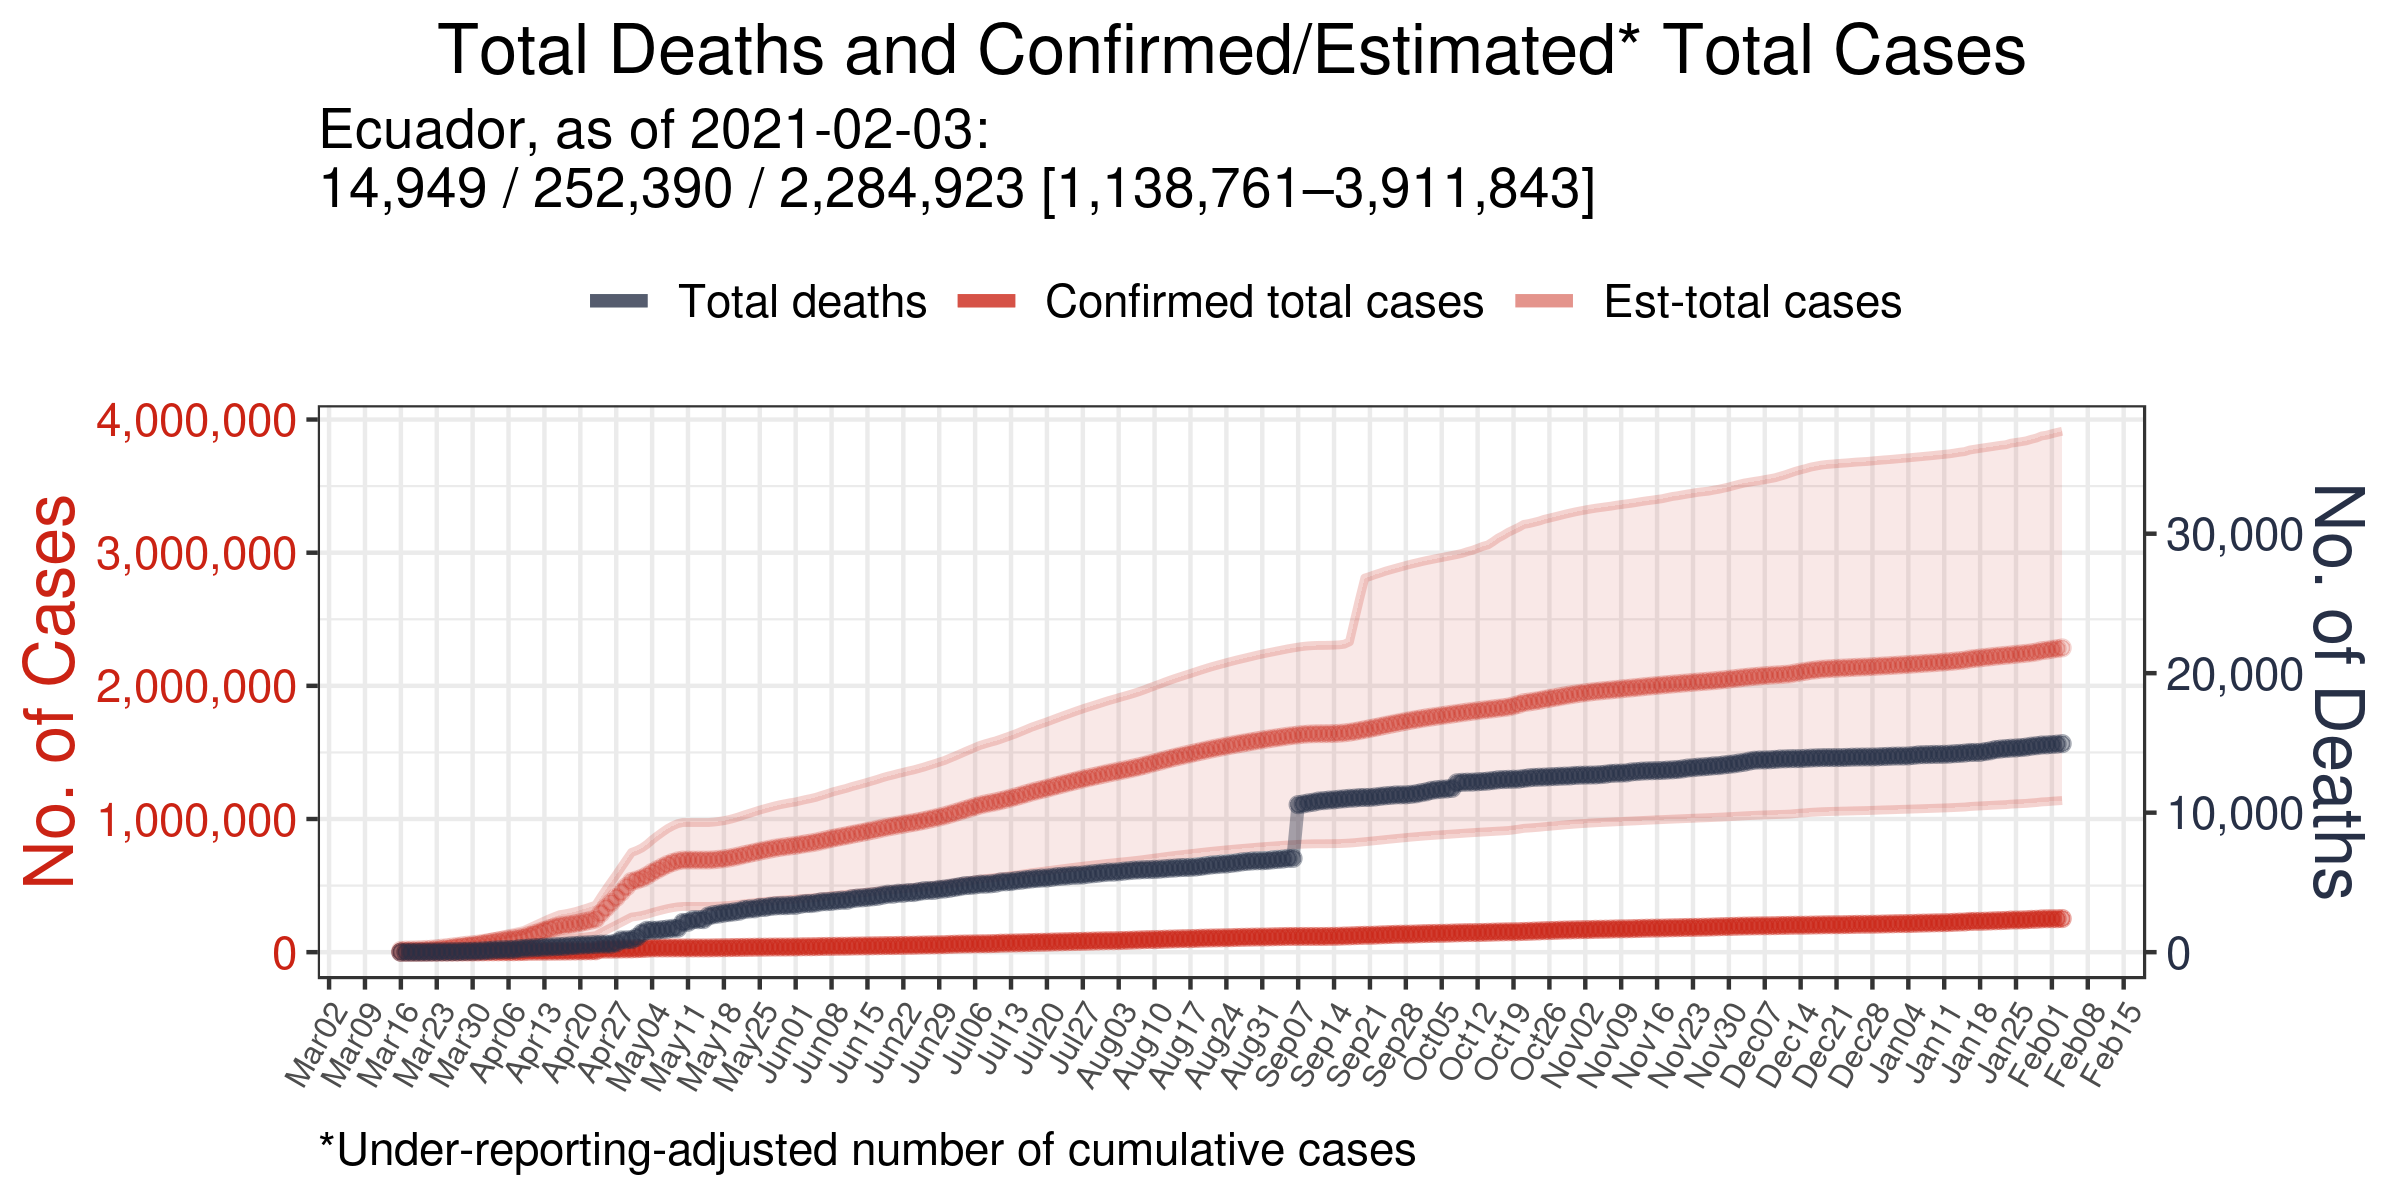 Total Deaths and Confirmed/Estimated* Total Cases
Ecuador, as of 2021-02-03:
14,949 / 252,390 / 2,284,923 [1,138,761–3,911,843]
Total deaths
Confirmed total cases
Est-total cases
No. of Cases
4,000,000
3,000,000
2,000,000
1,000,000
0
30,000
20,000
10,000
0
No. of Deaths
Mar02
Mar09
Mar16
Mar23
Mar30
Apr06
Apr13
Apr20
Apr27
May04
May11
May18
May25
Jun01
Jun08
Jun15
Jun22
Jun29
Jul06
Jul13
Jul20
Jul27
Aug03
Aug10
Aug17
Aug24
Aug31
Sep07
Sep14
Sep21
Sep28
Oct05
Oct12
Oct19
Oct26
Nov02
Nov09
Nov16
Nov23
Nov30
Dec07
Dec14
Dec21
Dec28
Jan04
Jan11
Jan18
Jan25
Feb01
Feb08
Feb15
*Under-reporting-adjusted number of cumulative cases